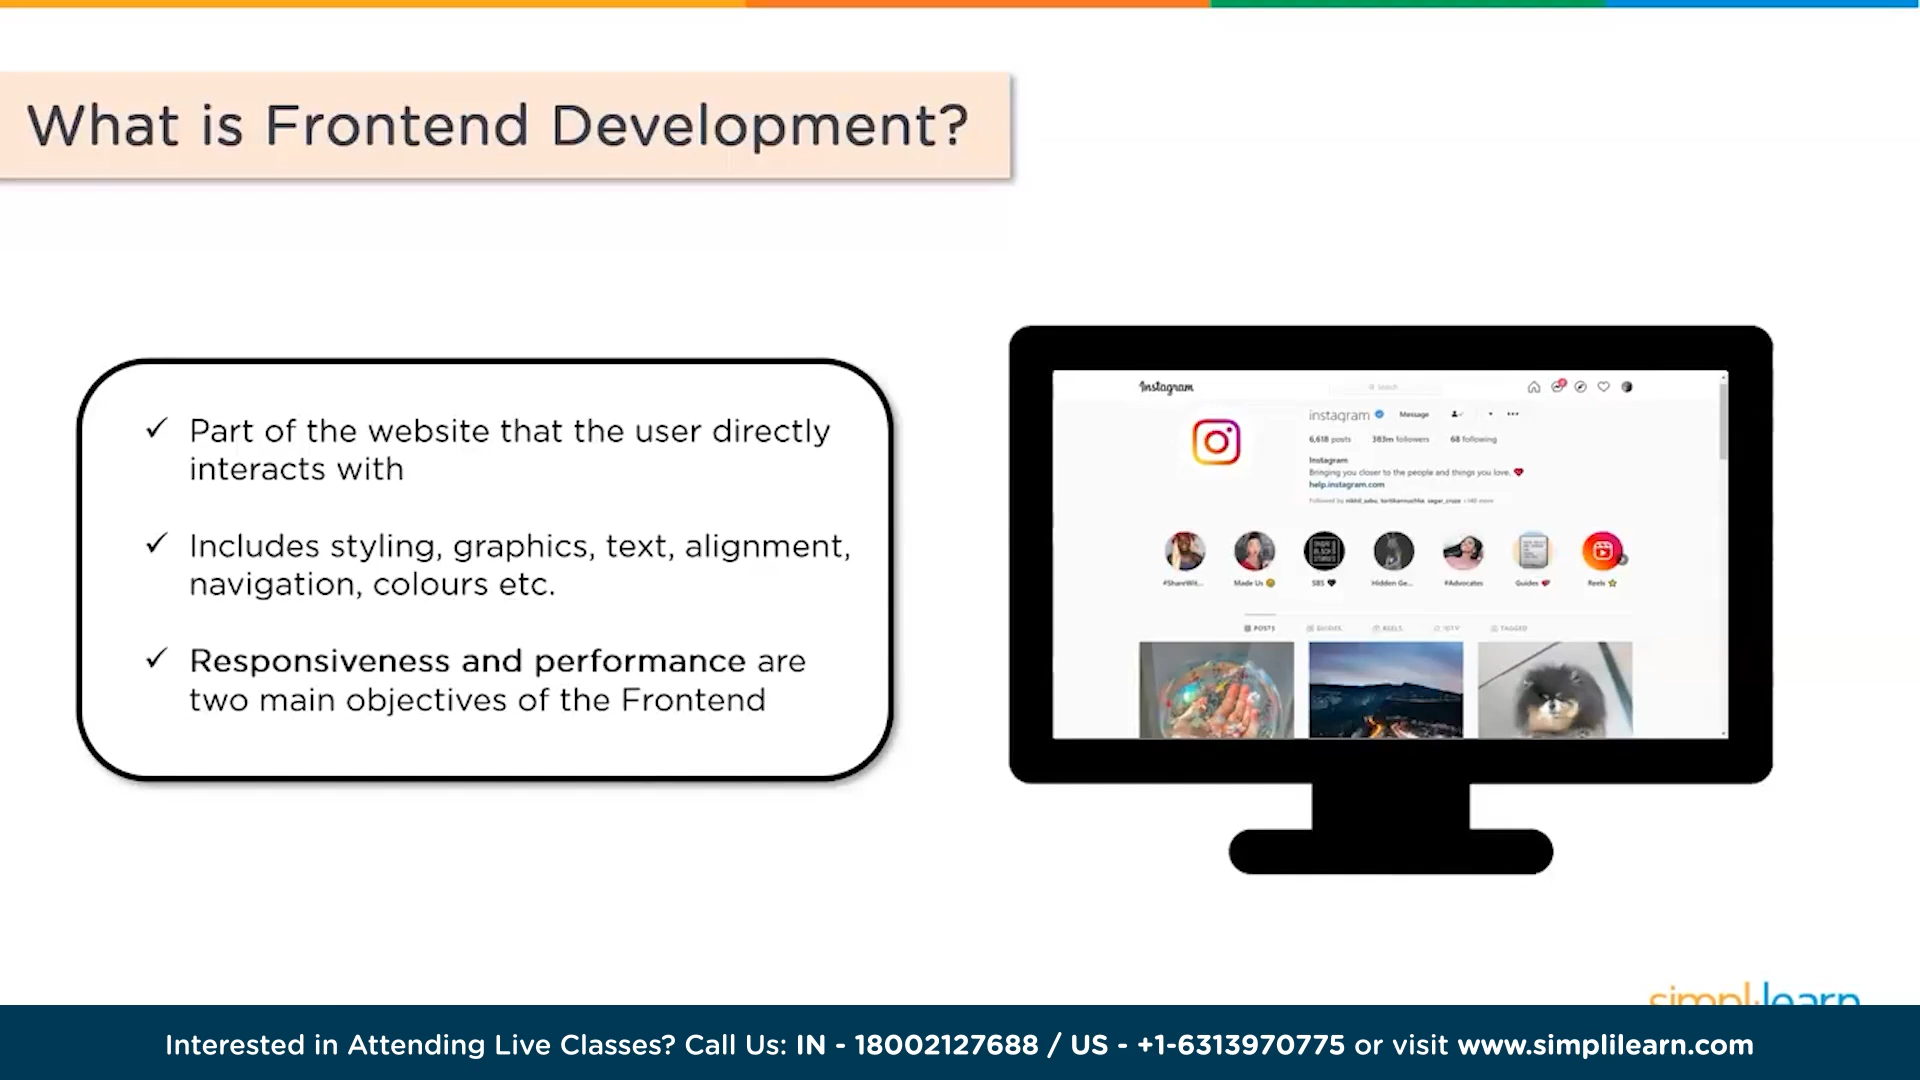 What is Frontend Development?
✓ Part of the website that the user directly
interacts with
✓ Includes styling, graphics, text, alignment,
navigation, colours etc.
✓ Responsiveness and performance are
two main objectives of the Frontend
Instagram
Search
instagram Message
6,618 posts 383m followers 68 following
Instagram
Bringing you closer to the people and things you love.
help.instagram.com
Followed by
#ShareWit... Made Us SBS Hidden Ge... #Advocates Guides Reels
POSTS GUIDES REELS IGTV TAGGED
simplilearn
Interested in Attending Live Classes? Call Us: IN - 18002127688 / US - +1-6313970775 or visit www.simplilearn.com